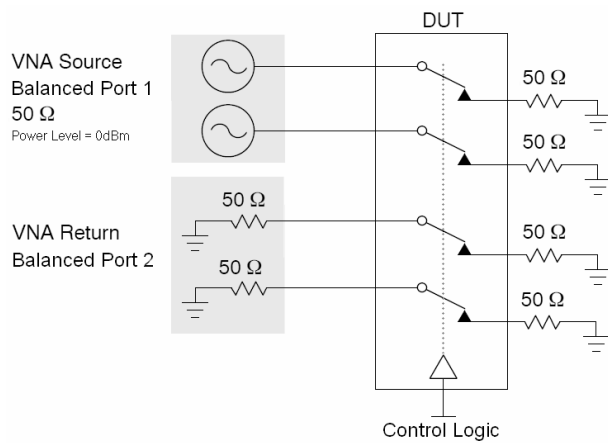 DUT
VNA Source
Balanced Port 1
50 Ω
Power Level = 0dBm
50 Ω
50 Ω
VNA Return
Balanced Port 2
50 Ω
50 Ω
50 Ω
50 Ω
Control Logic